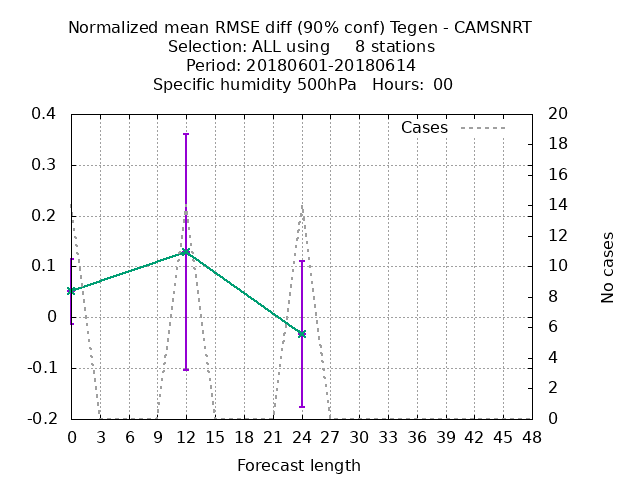 Normalized mean RMSE diff (90% conf) Tegen - CAMSNRT
Selection: ALL using 8 stations
Period: 20180601-20180614
Specific humidity 500hPa Hours: 00
Cases
0.4
0.3
0.2
0.1
0
-0.1
-0.2
20
18
16
14
12
10
8
6
4
2
0
No cases
0 3 6 9 12 15 18 21 24 27 30 33 36 39 42 45 48
Forecast length